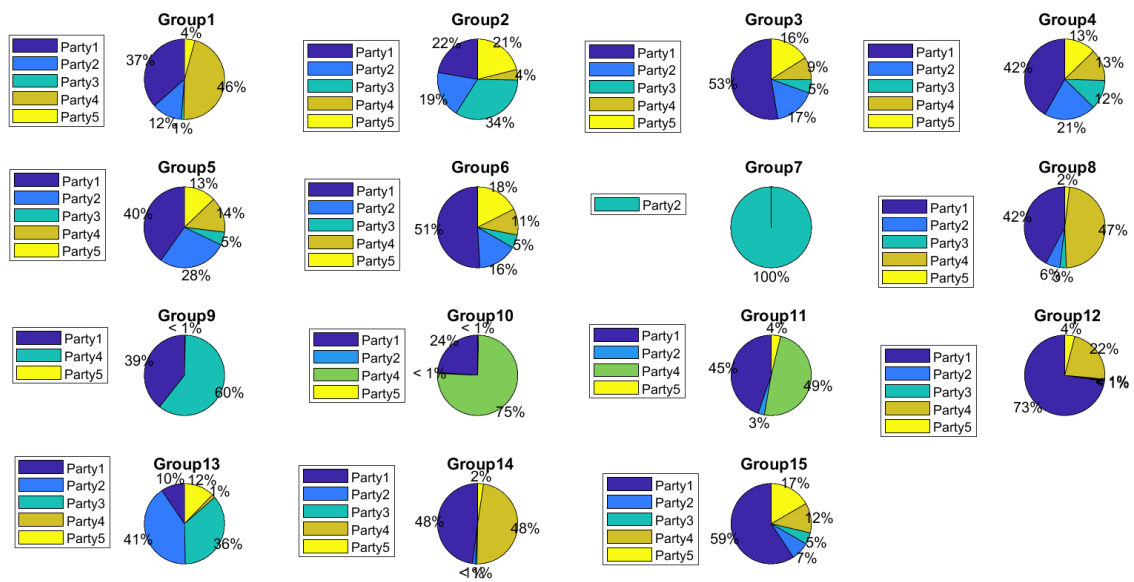 Group1
4%
37%
46%
12%
1%
Party1
Party2
Party3
Party4
Party5
Group2
21%
22%
4%
19%
34%
Party1
Party2
Party3
Party4
Party5
Group3
16%
9%
53%
5%
17%
Party1
Party2
Party3
Party4
Party5
Group4
13%
42%
13%
12%
21%
Party1
Party2
Party3
Party4
Party5
Group5
13%
40%
14%
5%
28%
Party1
Party2
Party3
Party4
Party5
Group6
18%
51%
11%
5%
16%
Party1
Party2
Party3
Party4
Party5
Group7
Party2
100%
Group8
2%
42%
47%
6%
3%
Party1
Party2
Party3
Party4
Party5
Group9
< 1%
39%
60%
Party1
Party4
Party5
Group10
< 1%
24%
< 1%
75%
Party1
Party2
Party4
Party5
Group11
4%
45%
49%
3%
Party1
Party2
Party4
Party5
Group12
4%
22%
< 1%
73%
Party1
Party2
Party3
Party4
Party5
Group13
10%
12%
1%
41%
36%
Party1
Party2
Party3
Party4
Party5
Group14
2%
48%
48%
< 1%
Party1
Party2
Party3
Party4
Party5
Group15
17%
12%
59%
5%
7%
Party1
Party2
Party3
Party4
Party5